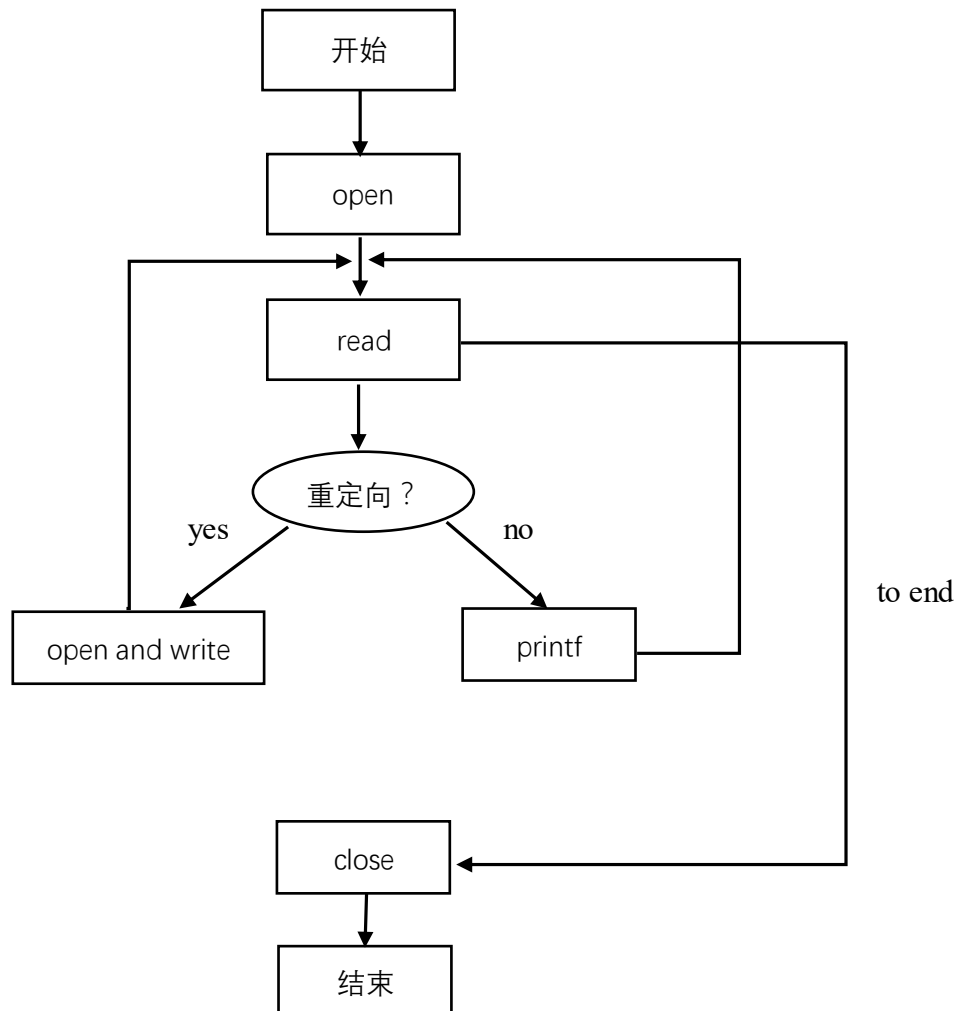 开始
open
read
重定向？
yes
no
to end
open and write
printf
close
结束